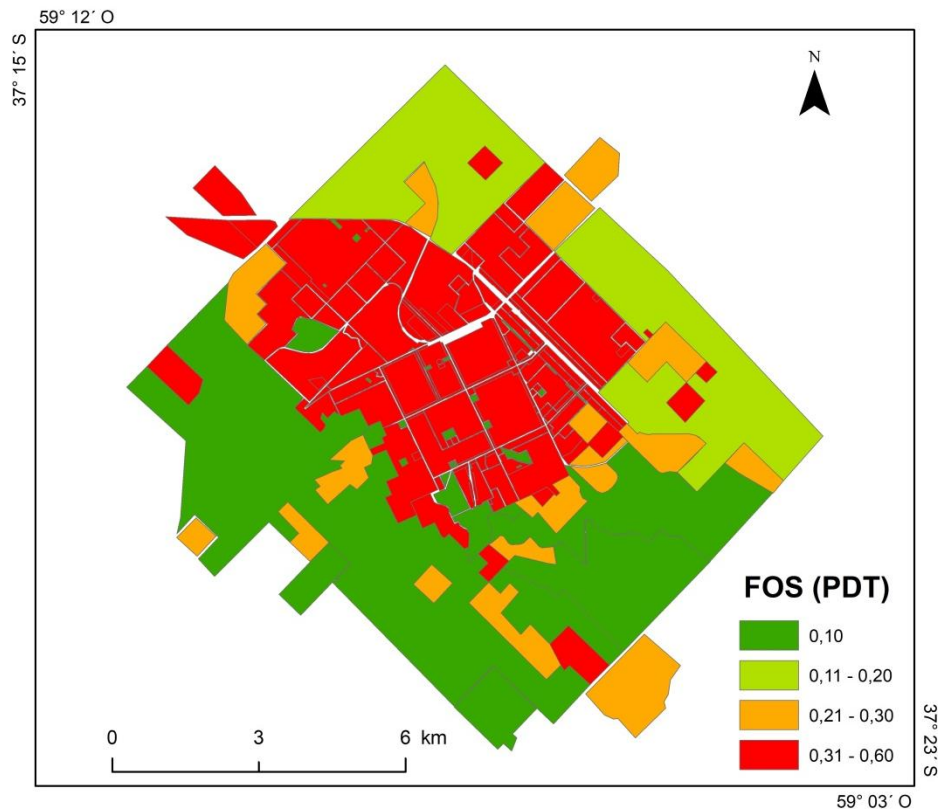 59° 12´ O
37° 15´ S
N
FOS (PDT)
0,10
0,11 - 0,20
0,21 - 0,30
0,31 - 0,60
0 3 6 km
37° 23´ S
59° 03´ O